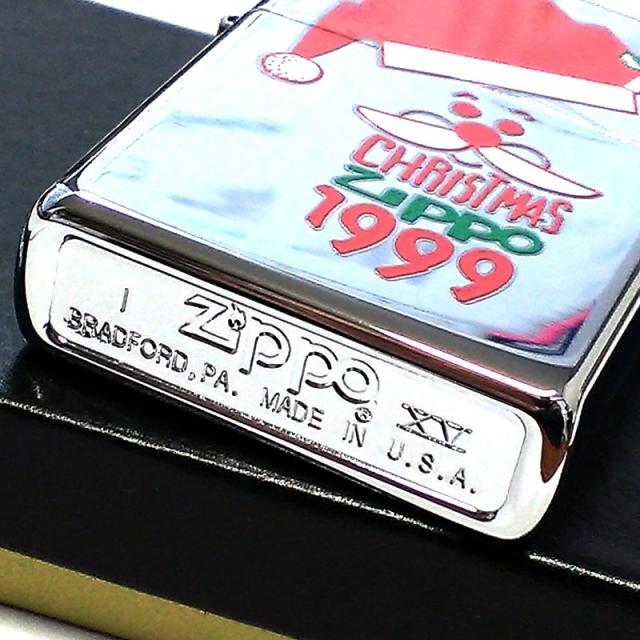 CHRISTMAS
Zippo
1999
I Zippo ® XV
BRADFORD, PA. MADE IN U.S.A.